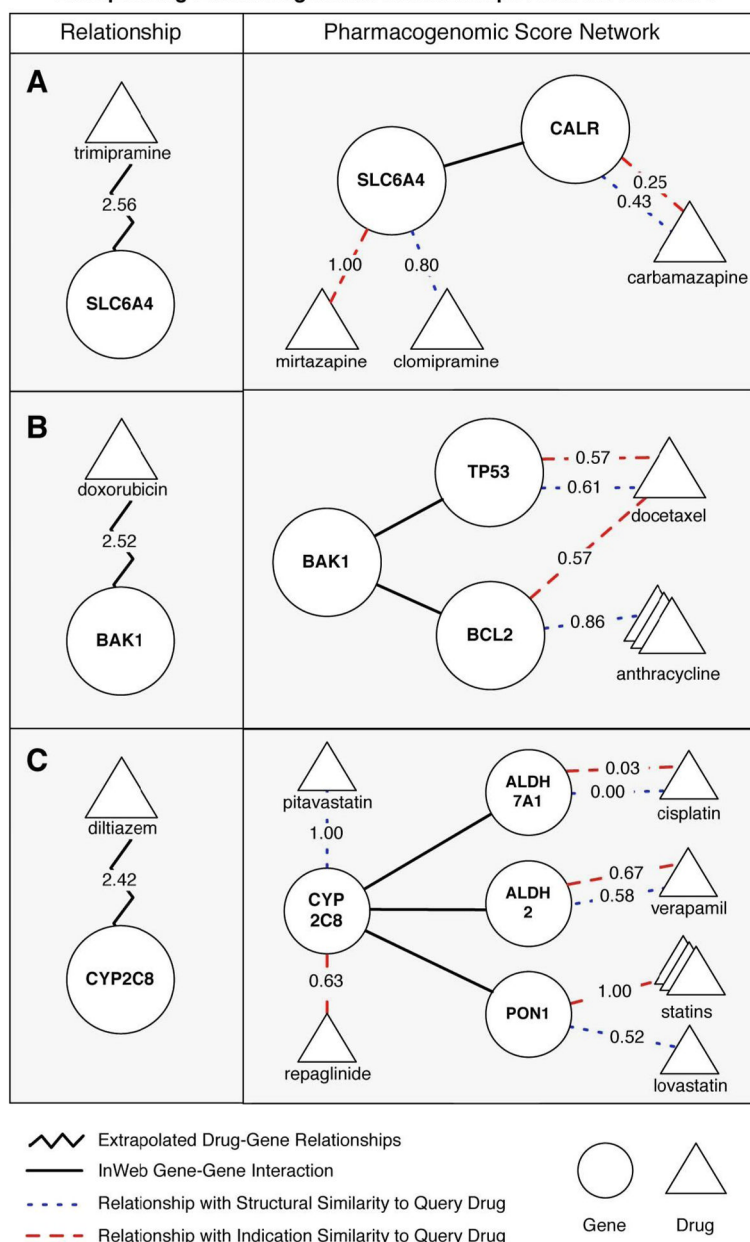 Relationship
Pharmacogenomic Score Network
A
trimipramine
2.56
SLC6A4
SLC6A4
CALR
0.25
0.43
carbamazapine
1.00
0.80
mirtazapine
clomipramine
B
doxorubicin
2.52
BAK1
BAK1
TP53
BCL2
0.57
0.61
docetaxel
0.57
0.86
anthracycline
C
diltiazem
2.42
CYP2C8
pitavastatin
1.00
CYP
2C8
0.63
repaglinide
ALDH
7A1
0.03
0.00
cisplatin
ALDH
2
0.67
0.58
verapamil
PON1
1.00
statins
0.52
lovastatin
Extrapolated Drug-Gene Relationships
InWeb Gene-Gene Interaction
Relationship with Structural Similarity to Query Drug
Relationship with Indication Similarity to Query Drug
Gene
Drug